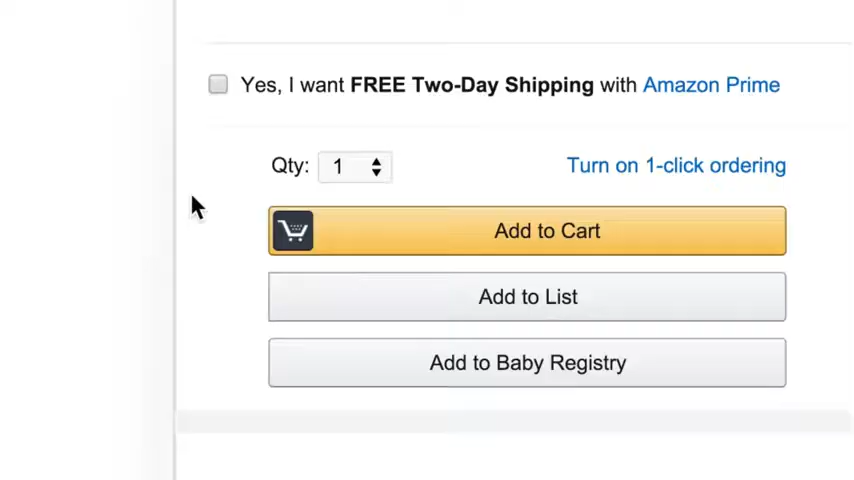 Yes, I want FREE Two-Day Shipping with Amazon Prime
Qty: 1 Turn on 1-click ordering
Add to Cart
Add to List
Add to Baby Registry